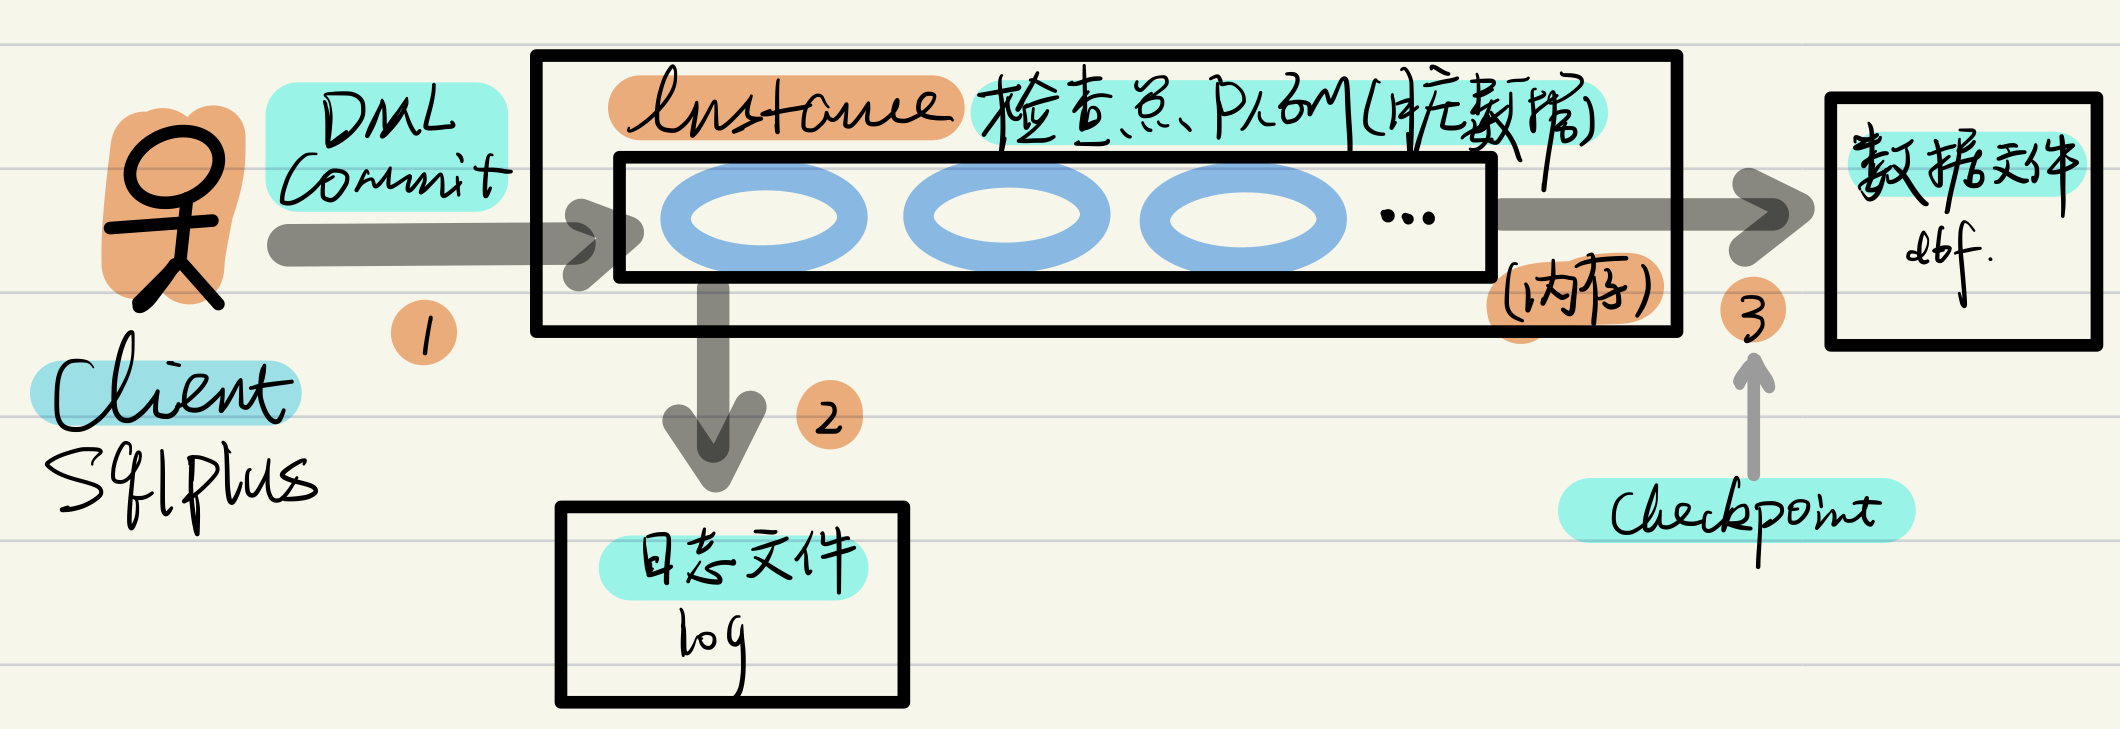 DML
Commit
Instance 检查点、PLSM(脏数据)
...
(内存)
1
Client
Sqlplus
2
日志文件
log
数据文件
dbf.
3
Checkpoint